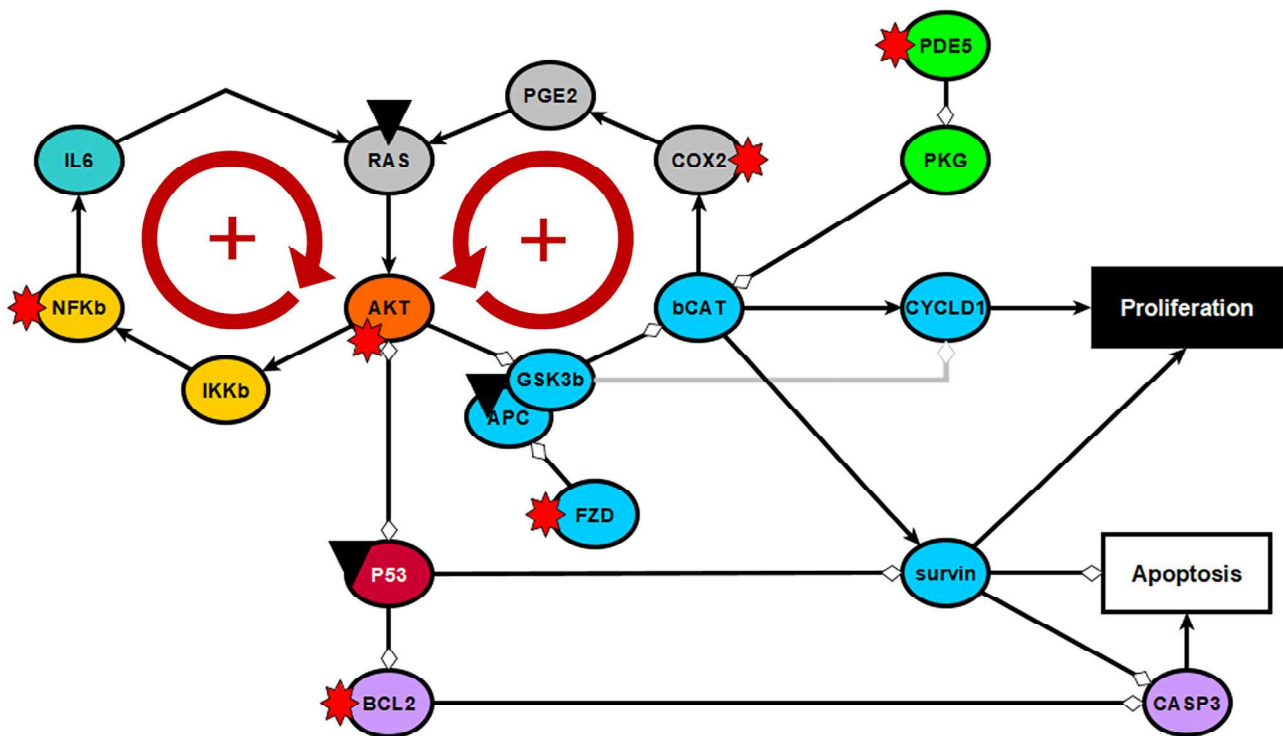 PDE5
PGE2
IL6
RAS
COX2
PKG
+
+
NFKb
AKT
bCAT
CYCLD1
Proliferation
IKKb
GSK3b
APC
FZD
P53
survin
Apoptosis
BCL2
CASP3